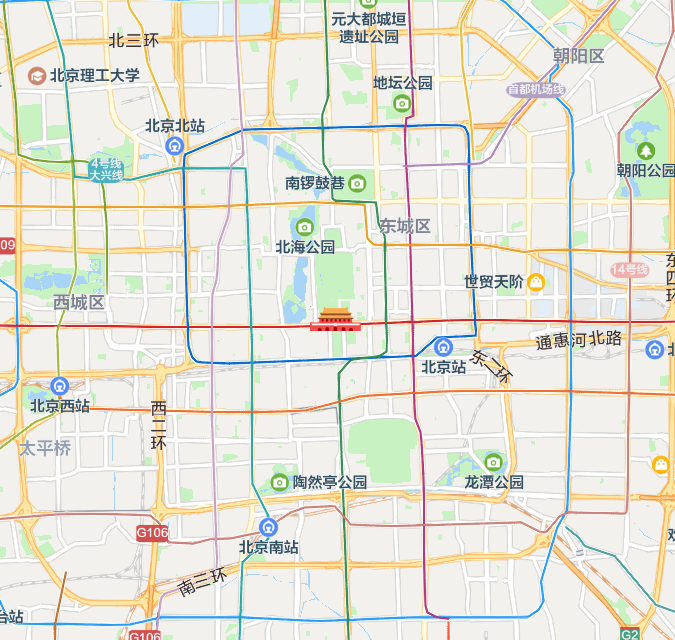 元大都城垣
遗址公园
北三环
朝阳区
北京理工大学
地坛公园
首都机场线
北京北站
4号线
大兴线
朝阳公园
南锣鼓巷
东城区
北海公园
09
14号线
东
四
环
世贸天阶
西城区
通惠河北路
北京站
东二环
北京西站
西
二
环
太平桥
陶然亭公园
龙潭公园
G106
北京南站
南三环
台站
G106
G2